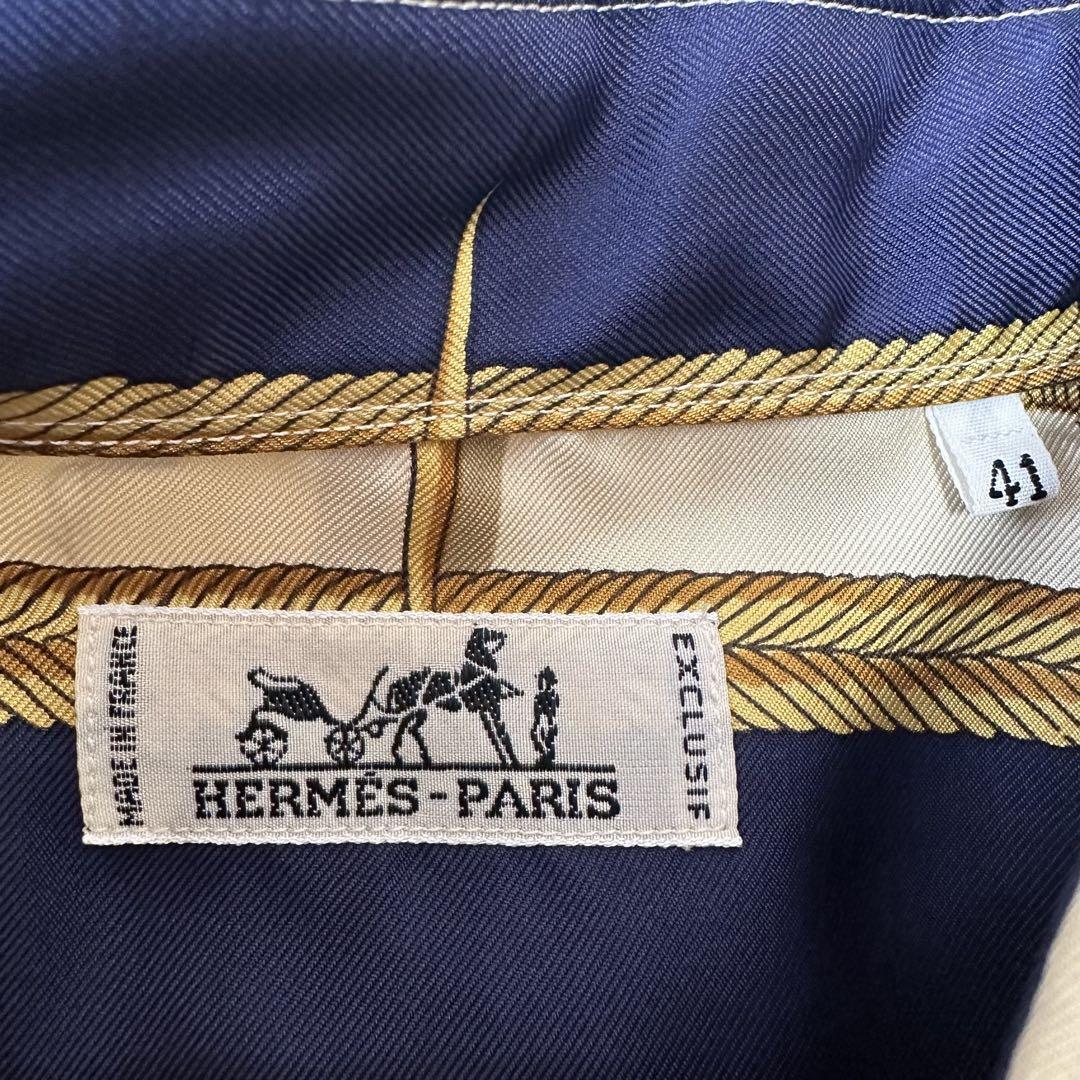 41
MADE IN FRANCE
HERMÈS-PARIS
EXCLUSIF